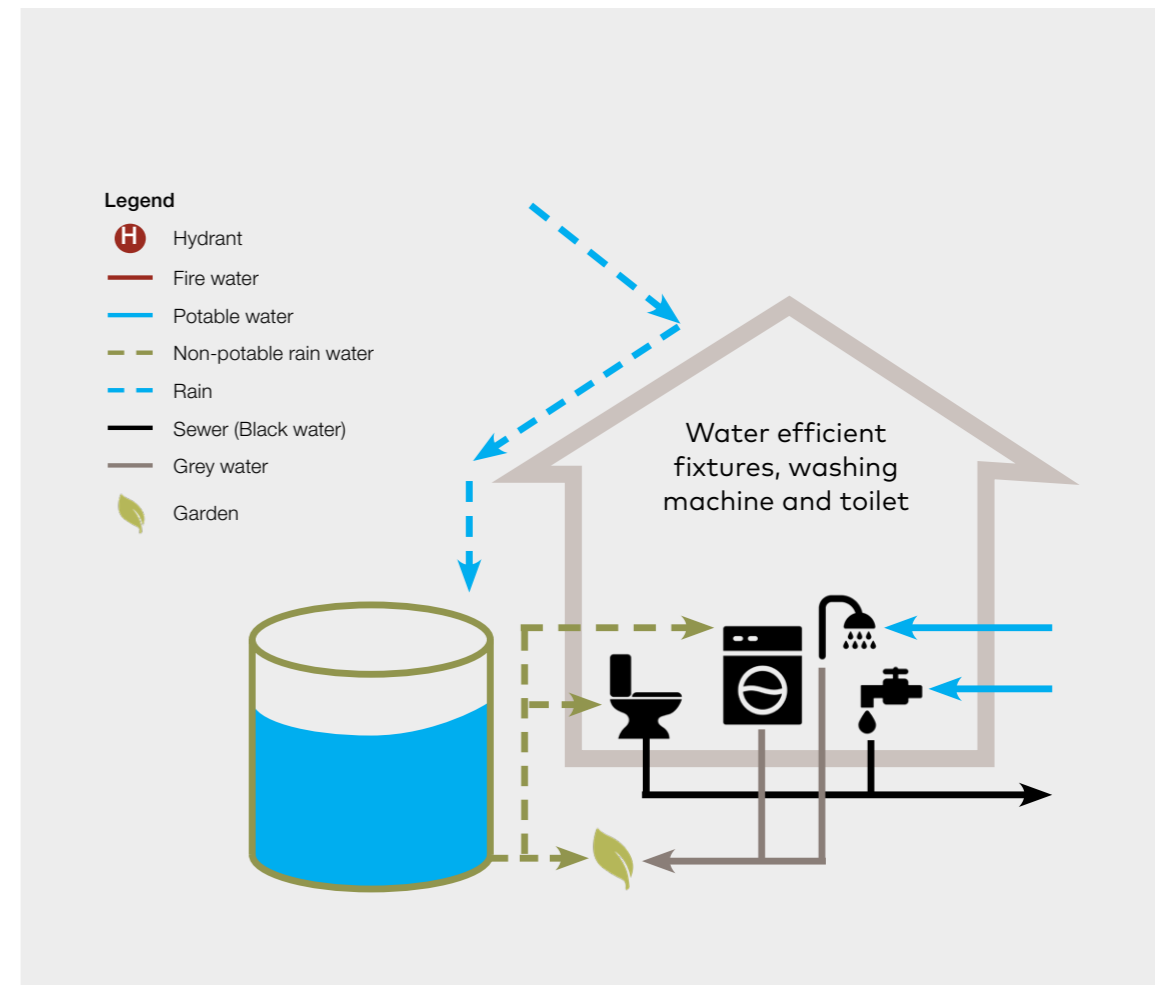 Legend
H Hydrant
Fire water
Potable water
Non-potable rain water
Rain
Sewer (Black water)
Grey water
Garden
Water efficient
fixtures, washing
machine and toilet